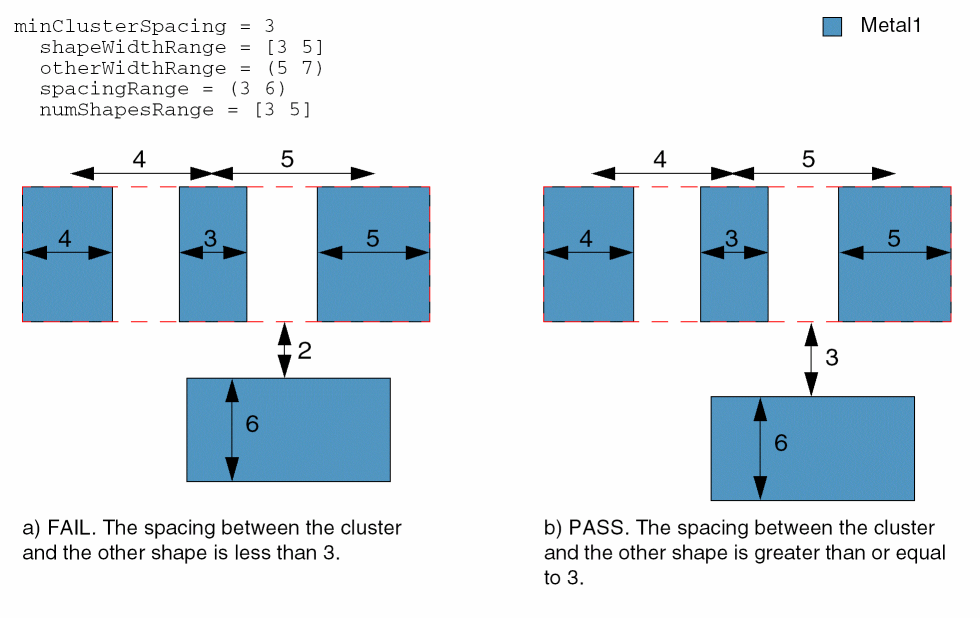 minClusterSpacing = 3
shapeWidthRange = [3 5]
otherWidthRange = (5 7)
spacingRange = (3 6)
numShapesRange = [3 5]
Metal1
4 5
4 3 5
2
6
a) FAIL. The spacing between the cluster
and the other shape is less than 3.
4 5
4 3 5
3
6
b) PASS. The spacing between the cluster
and the other shape is greater than or equal
to 3.